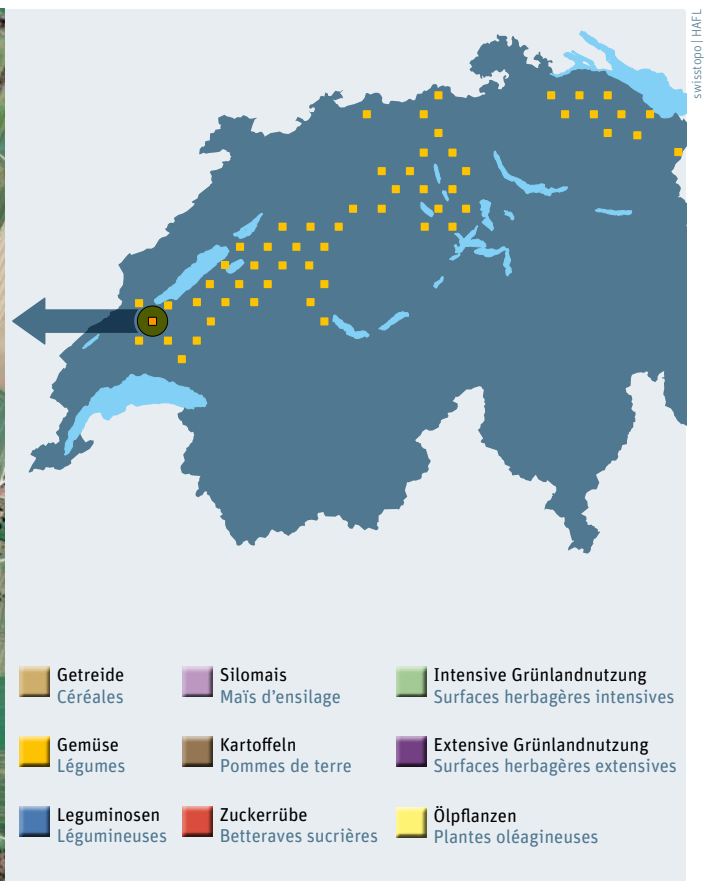 swisstopo | HAFL
Getreide
Céréales
Silomais
Maïs d'ensilage
Intensive Grünlandnutzung
Surfaces herbagères intensives
Gemüse
Légumes
Kartoffeln
Pommes de terre
Extensive Grünlandnutzung
Surfaces herbagères extensives
Leguminosen
Légumineuses
Zuckerrübe
Betteraves sucrières
Ölpflanzen
Plantes oléagineuses